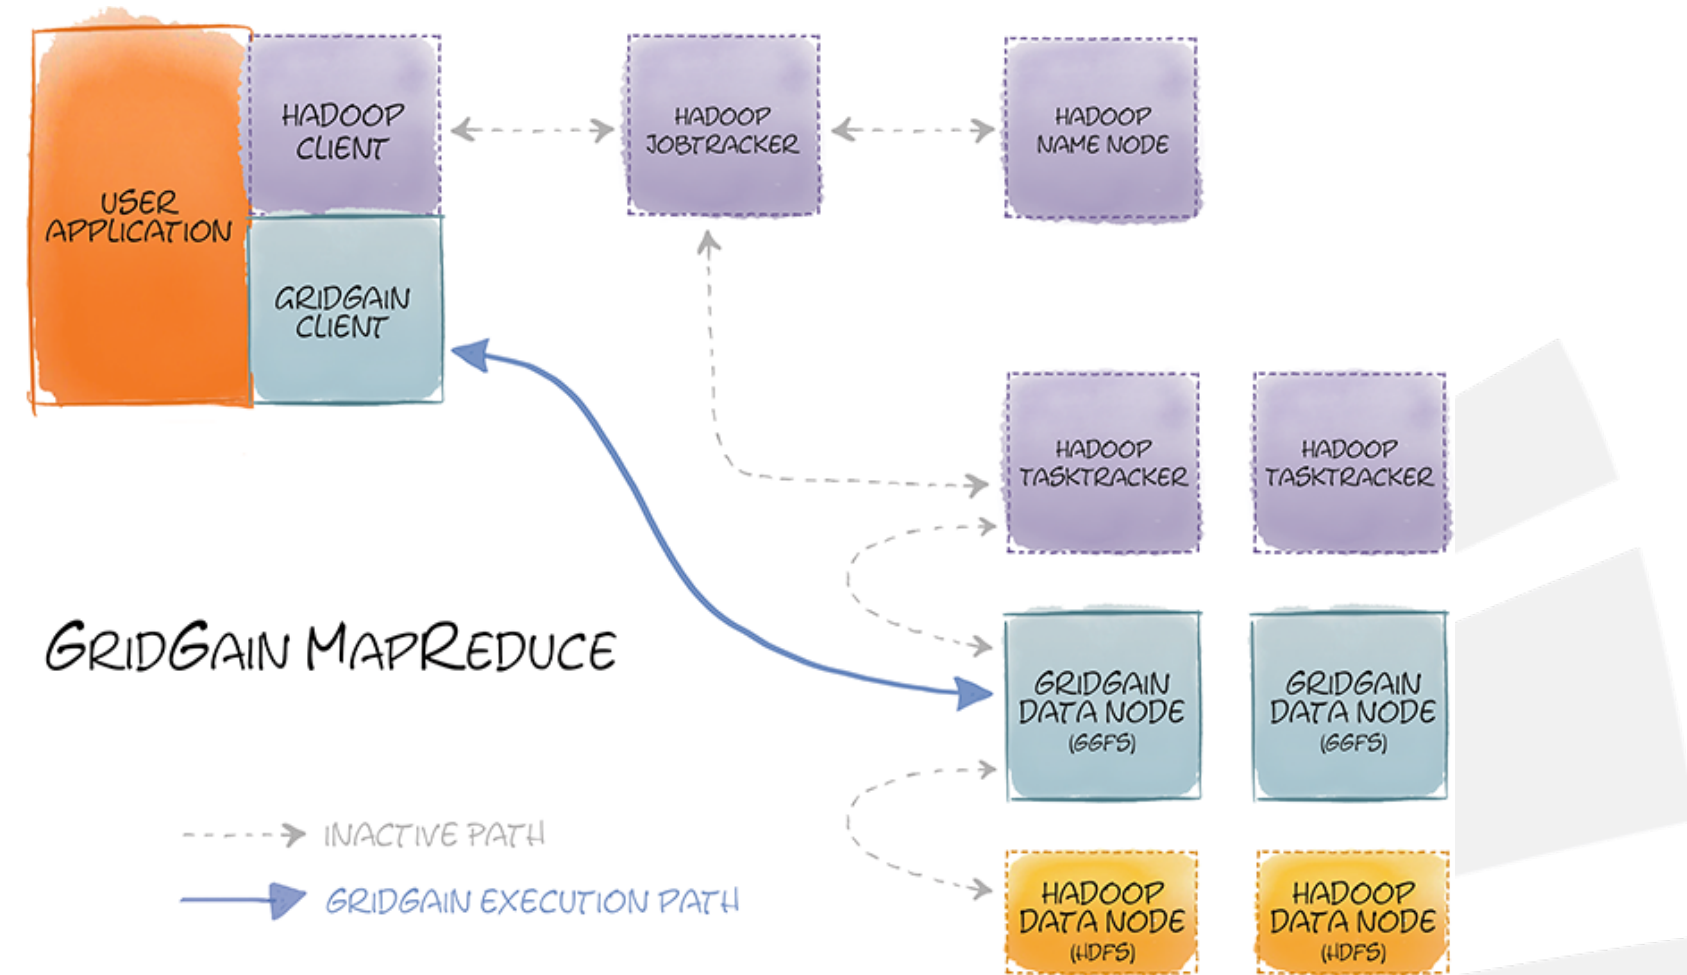 HADOOP
CLIENT
HADOOP
JOBTRACKER
HADOOP
NAME NODE
USER
APPLICATION
GRIDGAIN
CLIENT
HADOOP
TASKTRACKER
HADOOP
TASKTRACKER
GRIDGAIN MAPREDUCE
GRIDGAIN
DATA NODE
(GGFS)
GRIDGAIN
DATA NODE
(GGFS)
INACTIVE PATH
GRIDGAIN EXECUTION PATH
HADOOP
DATA NODE
(HDFS)
HADOOP
DATA NODE
(HDFS)